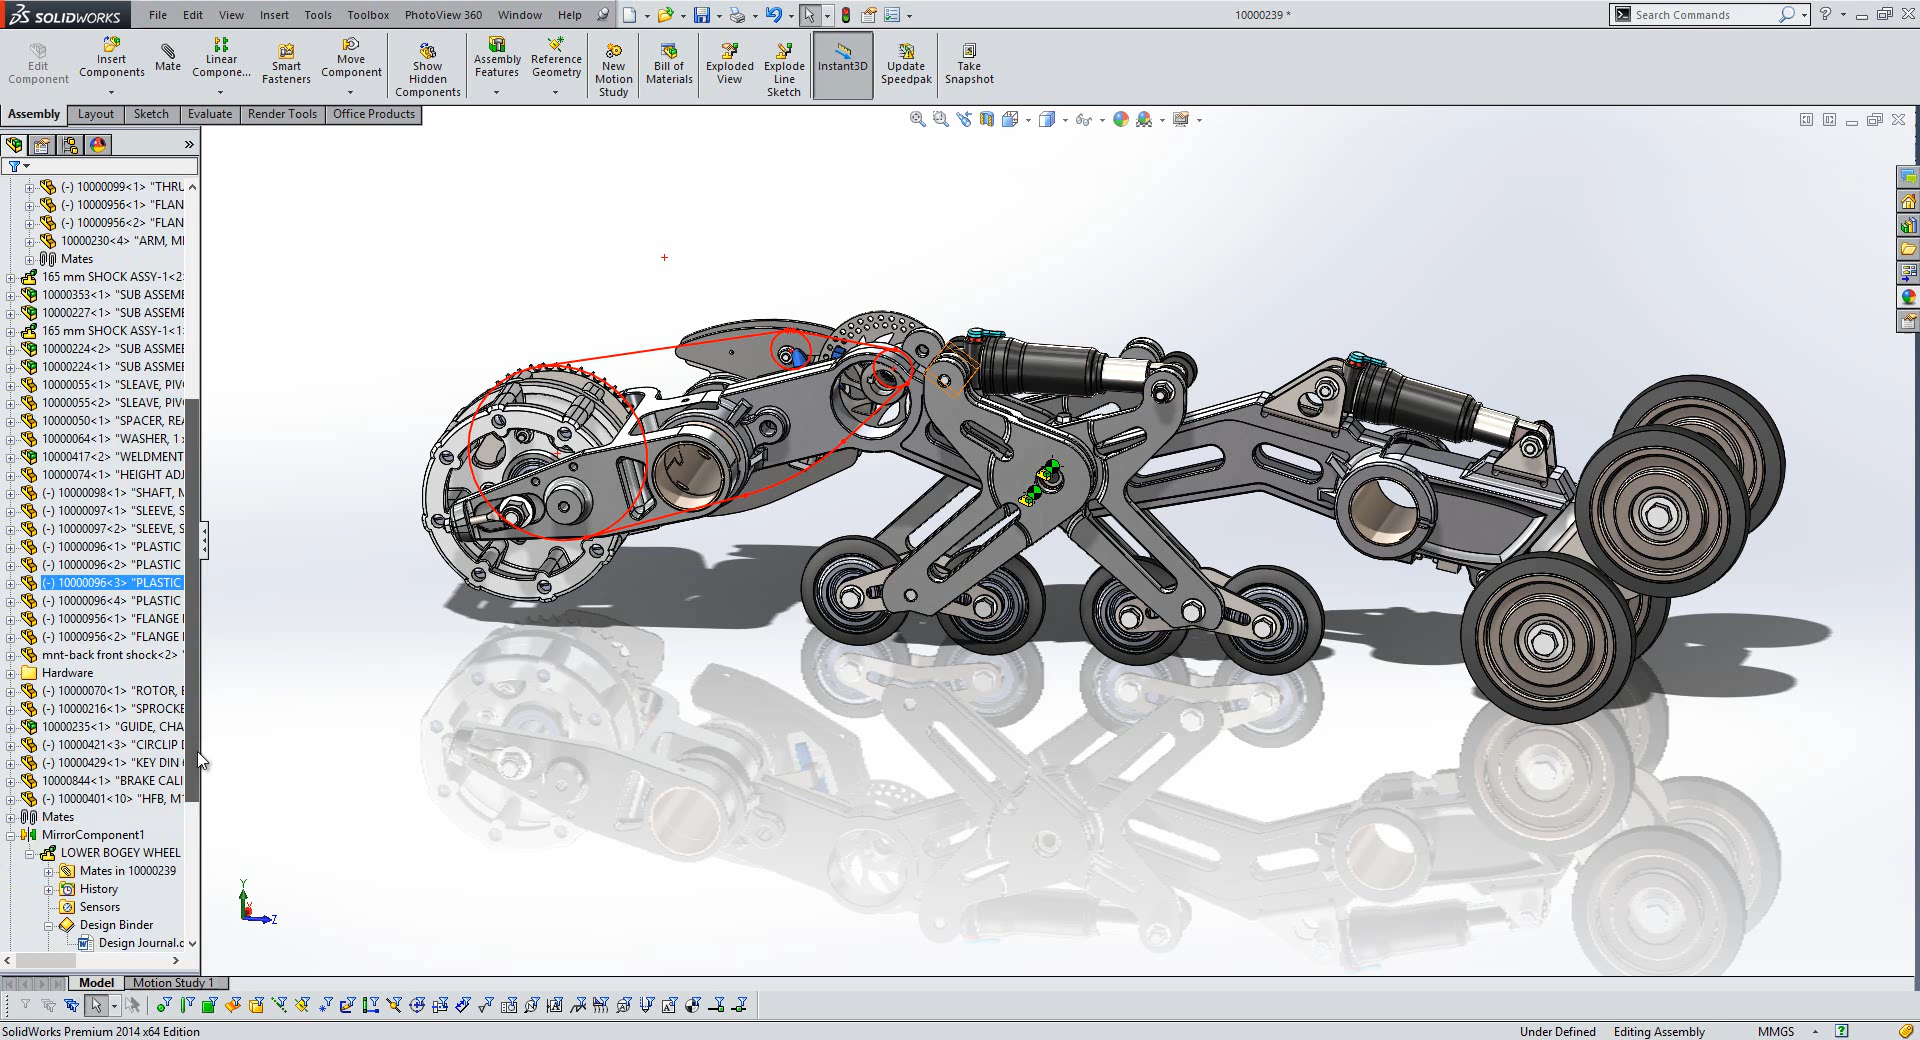 SOLIDWORKS File Edit View Insert Tools Toolbox PhotoView 360 Window Help 10000239 * Search Commands
Edit Component
Insert Components
Mate
Linear Compone...
Smart Fasteners
Move Component
Show Hidden Components
Assembly Features
Reference Geometry
New Motion Study
Bill of Materials
Exploded View
Explode Line Sketch
Instant3D
Update Speedpak
Take Snapshot
Assembly Layout Sketch Evaluate Render Tools Office Products
(-) 10000099<1> "THRU
(-) 10000956<1> "FLAN
(-) 10000956<2> "FLAN
10000230<4> "ARM, MI
Mates
165 mm SHOCK ASSY-1<2>
10000353<1> "SUB ASSEME
10000227<1> "SUB ASSEME
165 mm SHOCK ASSY-1<1>
10000224<2> "SUB ASSMEE
10000224<1> "SUB ASSMEE
10000055<1> "SLEAVE, PIV
10000055<2> "SLEAVE, PIV
10000050<1> "SPACER, REA
10000064<1> "WASHER, 1 x
10000417<2> "WELDMENT
10000074<1> "HEIGHT ADJ
(-) 10000098<1> "SHAFT, M
(-) 10000097<1> "SLEEVE, S
(-) 10000097<2> "SLEEVE, S
(-) 10000096<1> "PLASTIC
(-) 10000096<2> "PLASTIC
(-) 10000096<3> "PLASTIC
(-) 10000096<4> "PLASTIC
(-) 10000956<1> "FLANGE I
(-) 10000956<2> "FLANGE I
mnt-back front shock<2> "
Hardware
(-) 10000070<1> "ROTOR, E
(-) 10000216<1> "SPROCKE
10000235<1> "GUIDE, CHA
(-) 10000421<3> "CIRCLIP D
(-) 10000429<1> "KEY DIN 6
10000844<1> "BRAKE CALI
(-) 10000401<10> "HFB, M1
Mates
MirrorComponent1
LOWER BOGEY WHEEL
Mates in 10000239
History
Sensors
Design Binder
Design Journal.d
Y
Z
Model Motion Study 1
SolidWorks Premium 2014 x64 Edition Under Defined Editing Assembly MMGS